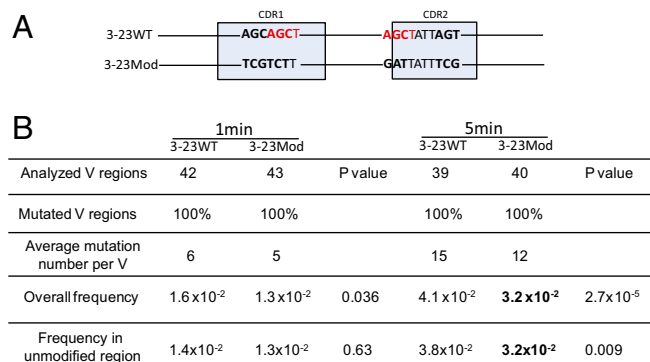 A
CDR1 CDR2
3-23WT AGCAGCT AGCTATTAGT
3-23Mod TCGTCTT GATTATTTCG
B
1min 5min
3-23WT 3-23Mod 3-23WT 3-23Mod
Analyzed V regions 42 43 P value 39 40 P value
Mutated V regions 100% 100% 100% 100%
Average mutation
number per V 6 5 15 12
Overall frequency 1.6x10-2 1.3x10-2 0.036 4.1x10-2 3.2x10-2 2.7x10-5
Frequency in
unmodified region 1.4x10-2 1.3x10-2 0.63 3.8x10-2 3.2x10-2 0.009